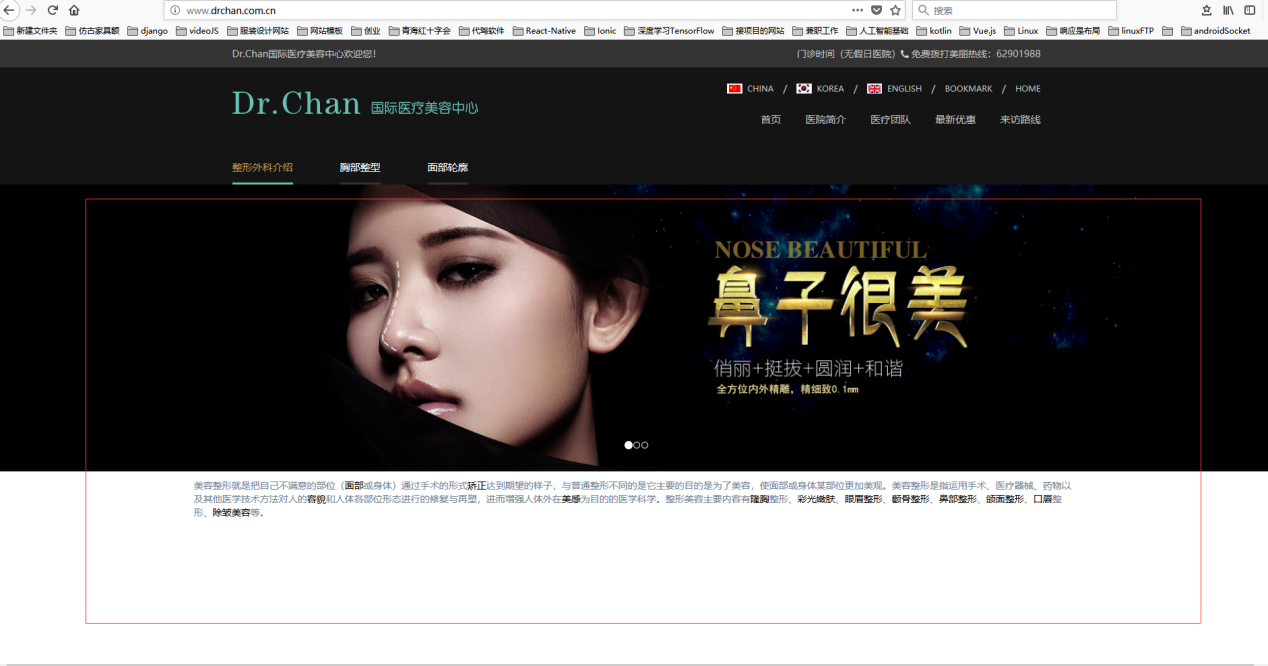 www.drchan.com.cn
搜索
新建文件夹 仿古家具额 django videoJS 服装设计网站 网站模板 创业 青海红十字会 代驾软件 React-Native Ionic 深度学习TensorFlow 接项目的网站 兼职工作 人工智能基础 kotlin Vue.js Linux 响应是布局 linuxFTP androidSocket
Dr.Chan国际医疗美容中心欢迎您!
门诊时间（无假日医院） 免费拨打美丽热线：62901988
Dr.Chan 国际医疗美容中心
CHINA / KOREA / ENGLISH / BOOKMARK / HOME
首页 医院简介 医疗团队 最新优惠 来访路线
整形外科介绍 胸部整型 面部轮廓
NOSE BEAUTIFUL
鼻子很美
俏丽+挺拔+圆润+和谐
全方位内外精雕，精细致0.1mm
美容整形就是把自己不满意的部位（面部或身体）通过手术的形式矫正达到期望的样子，与普通整形不同的是它主要的目的是为了美容，使面部或身体某部位更加美观。美容整形是指运用手术、医疗器械、药物以
及其他医学技术方法对人的容貌和人体各部位形态进行的修复与再塑，进而增强人体外在美感为目的的医学科学。整形美容主要内容有隆胸整形、彩光嫩肤、眼眉整形、颧骨整形、鼻部整形、颌面整形、口唇整
形、除皱美容等。